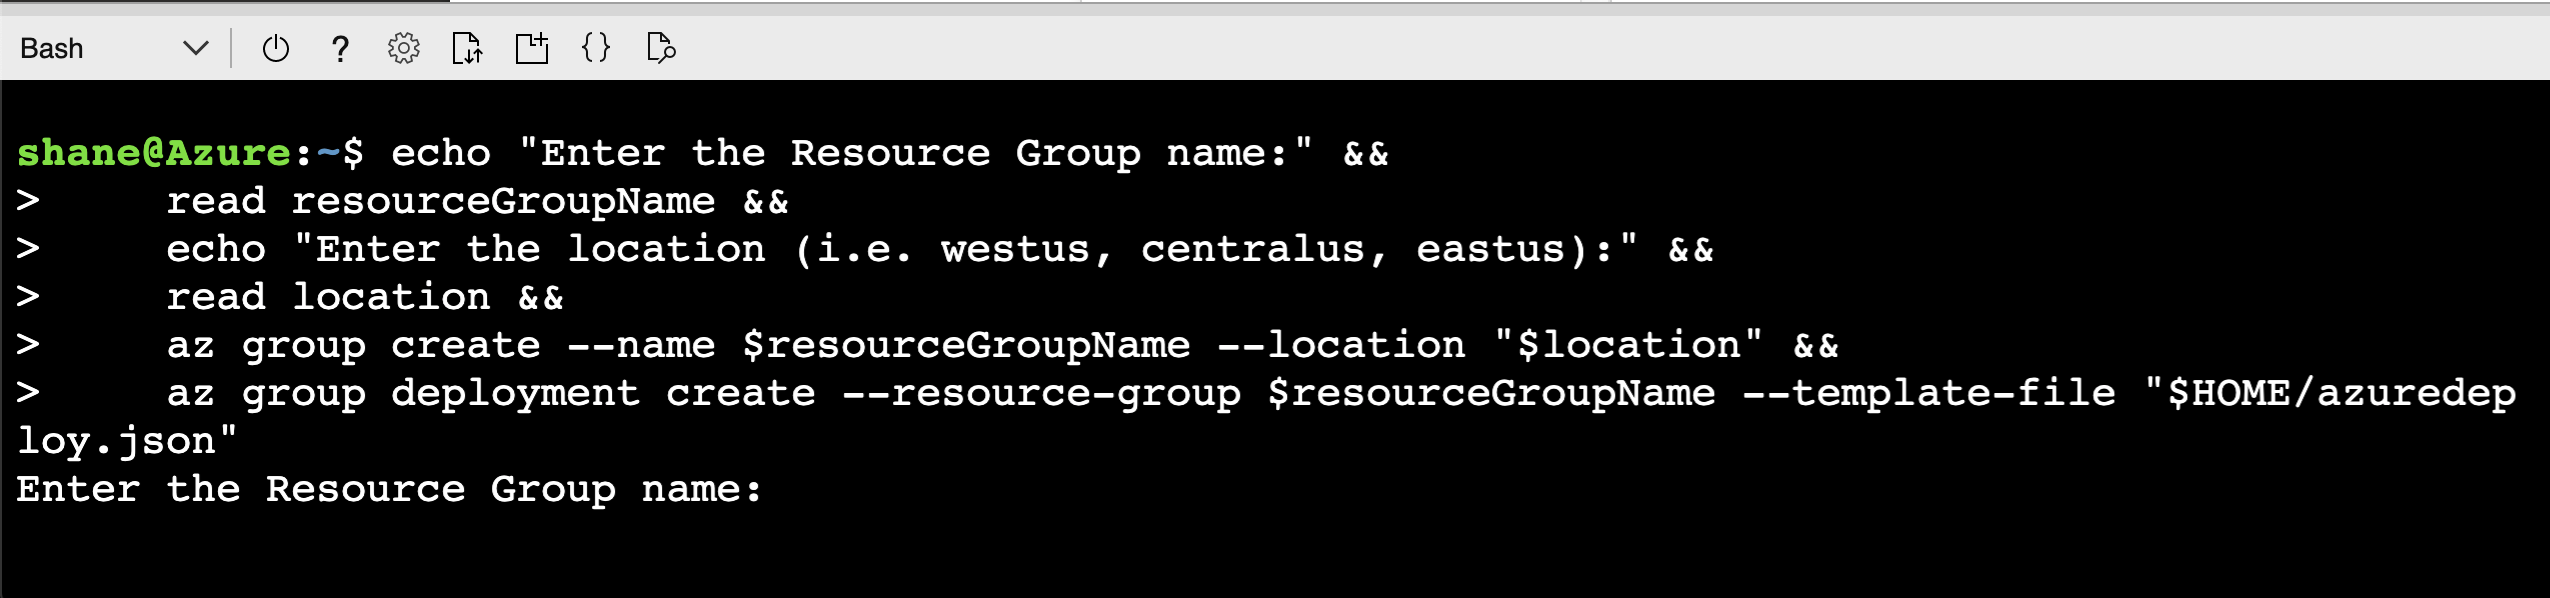 Bash
?
{}
shane@Azure:~$ echo "Enter the Resource Group name:" &&
>     read resourceGroupName &&
>     echo "Enter the location (i.e. westus, centralus, eastus):" &&
>     read location &&
>     az group create --name $resourceGroupName --location "$location" &&
>     az group deployment create --resource-group $resourceGroupName --template-file "$HOME/azuredep
loy.json"
Enter the Resource Group name: